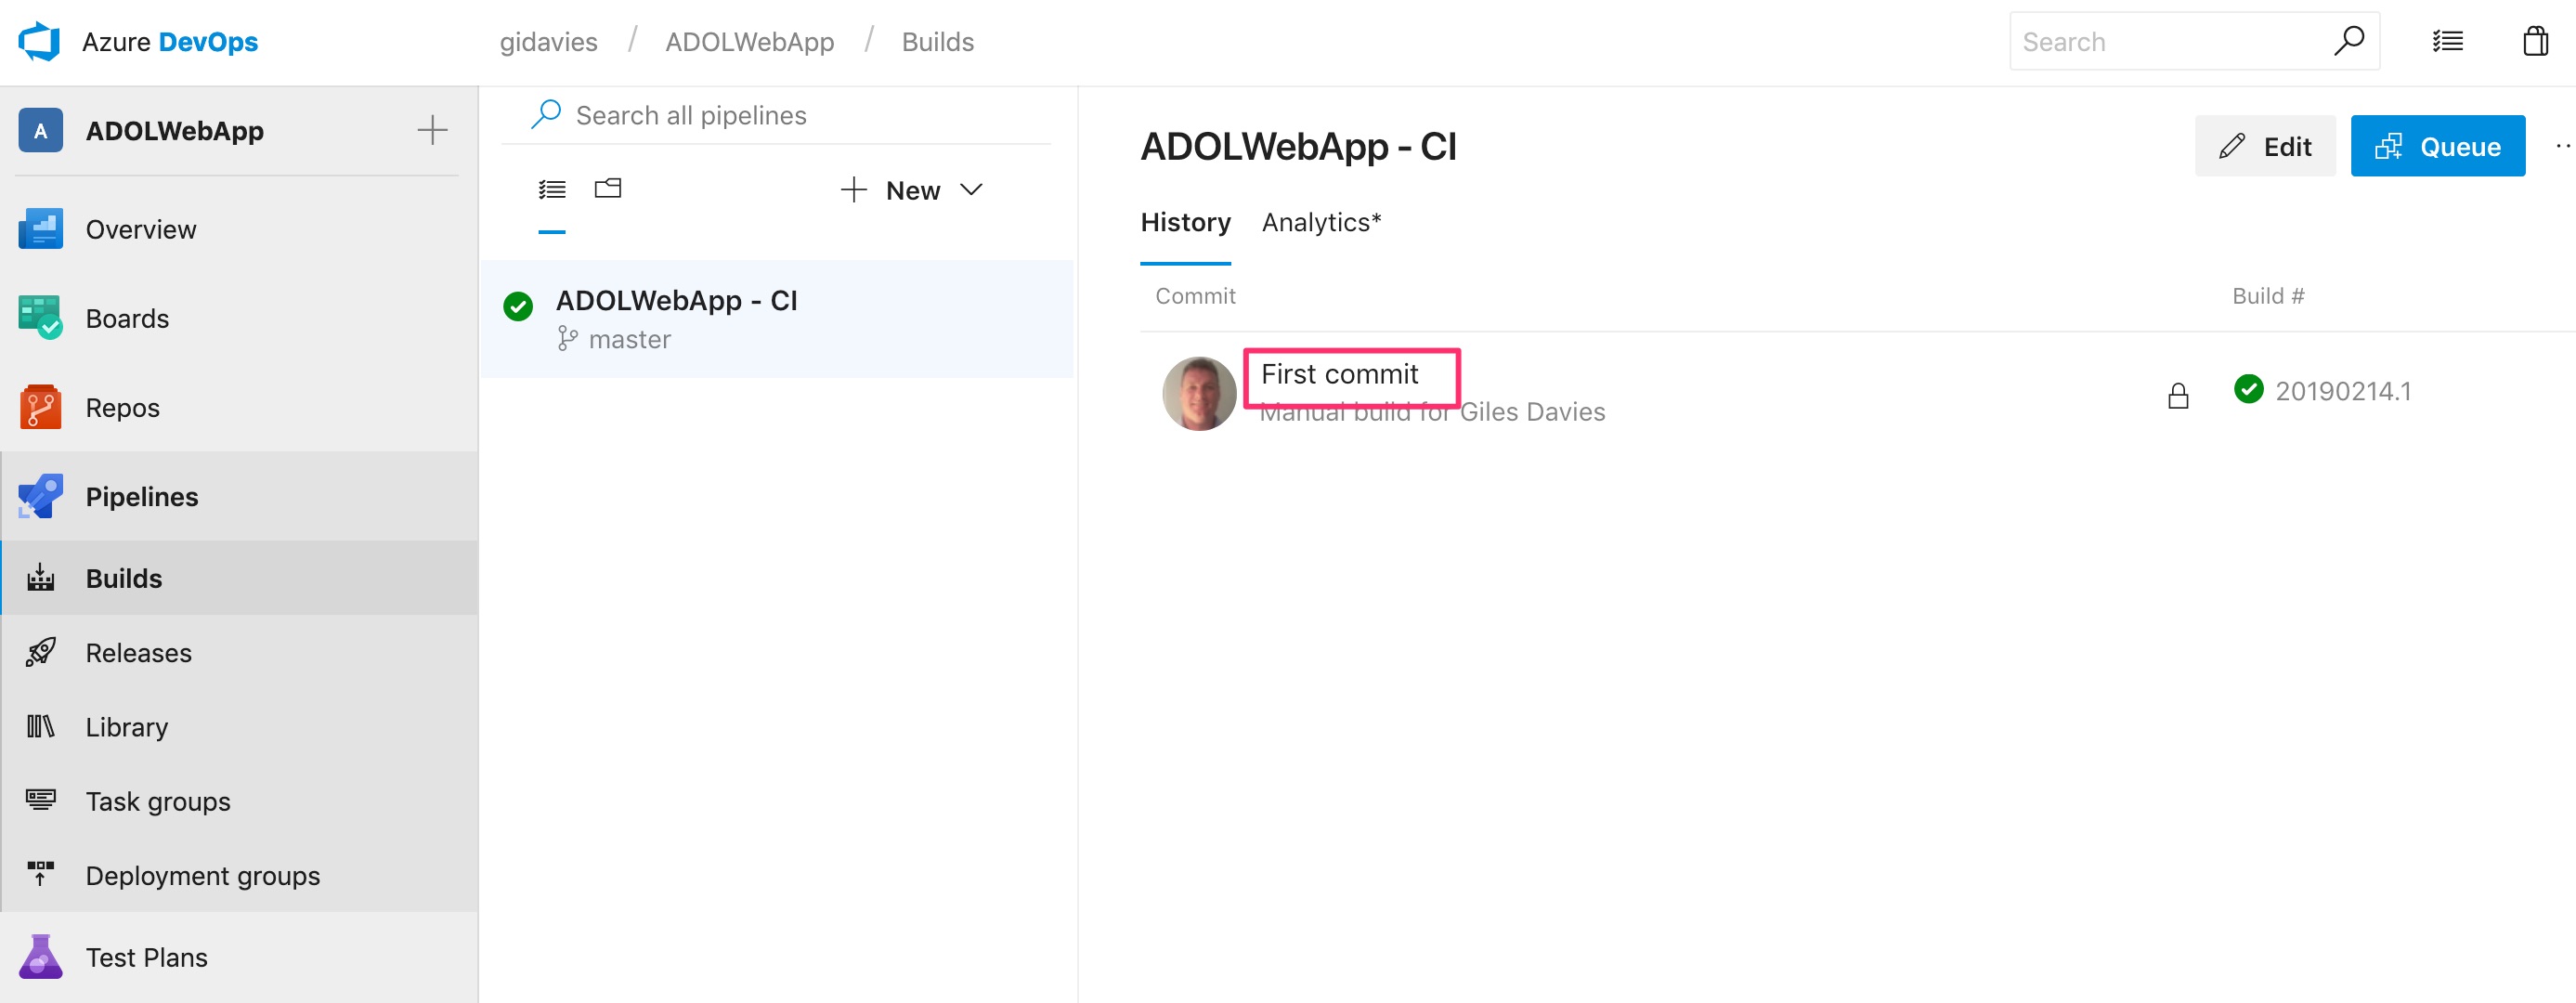 Azure DevOps
gidavies / ADOLWebApp / Builds
Search
A
ADOLWebApp
Overview
Boards
Repos
Pipelines
Builds
Releases
Library
Task groups
Deployment groups
Test Plans
Search all pipelines
New
ADOLWebApp - CI
master
ADOLWebApp - CI
Edit
Queue
History
Analytics*
Commit
Build #
First commit
Manual build for Giles Davies
20190214.1